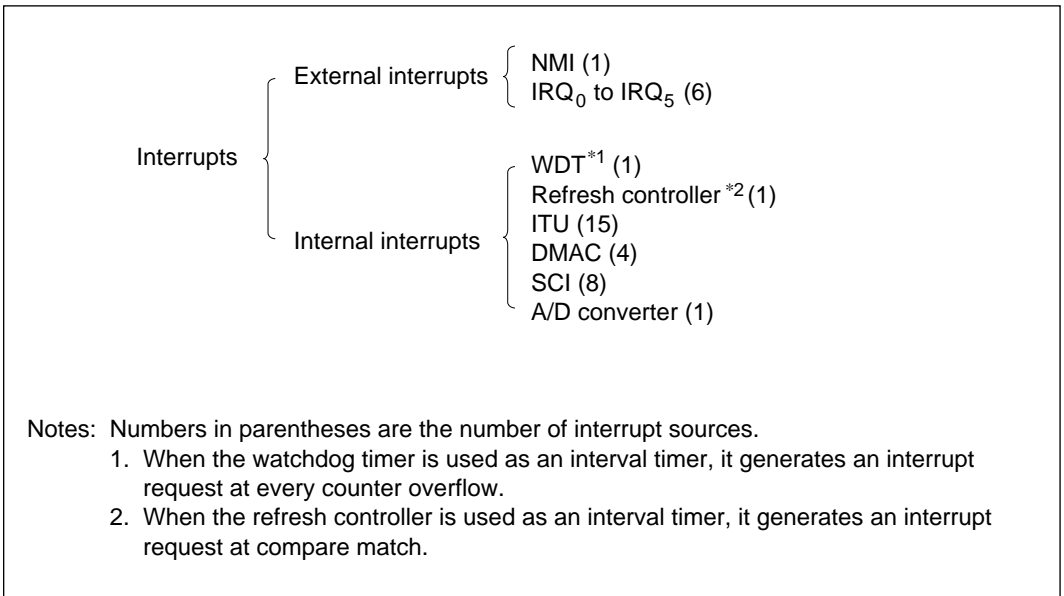 External interrupts
NMI (1)
IRQ0 to IRQ5 (6)
Interrupts
Internal interrupts
WDT*1 (1)
Refresh controller*2 (1)
ITU (15)
DMAC (4)
SCI (8)
A/D converter (1)
Notes: Numbers in parentheses are the number of interrupt sources.
1. When the watchdog timer is used as an interval timer, it generates an interrupt
request at every counter overflow.
2. When the refresh controller is used as an interval timer, it generates an interrupt
request at compare match.